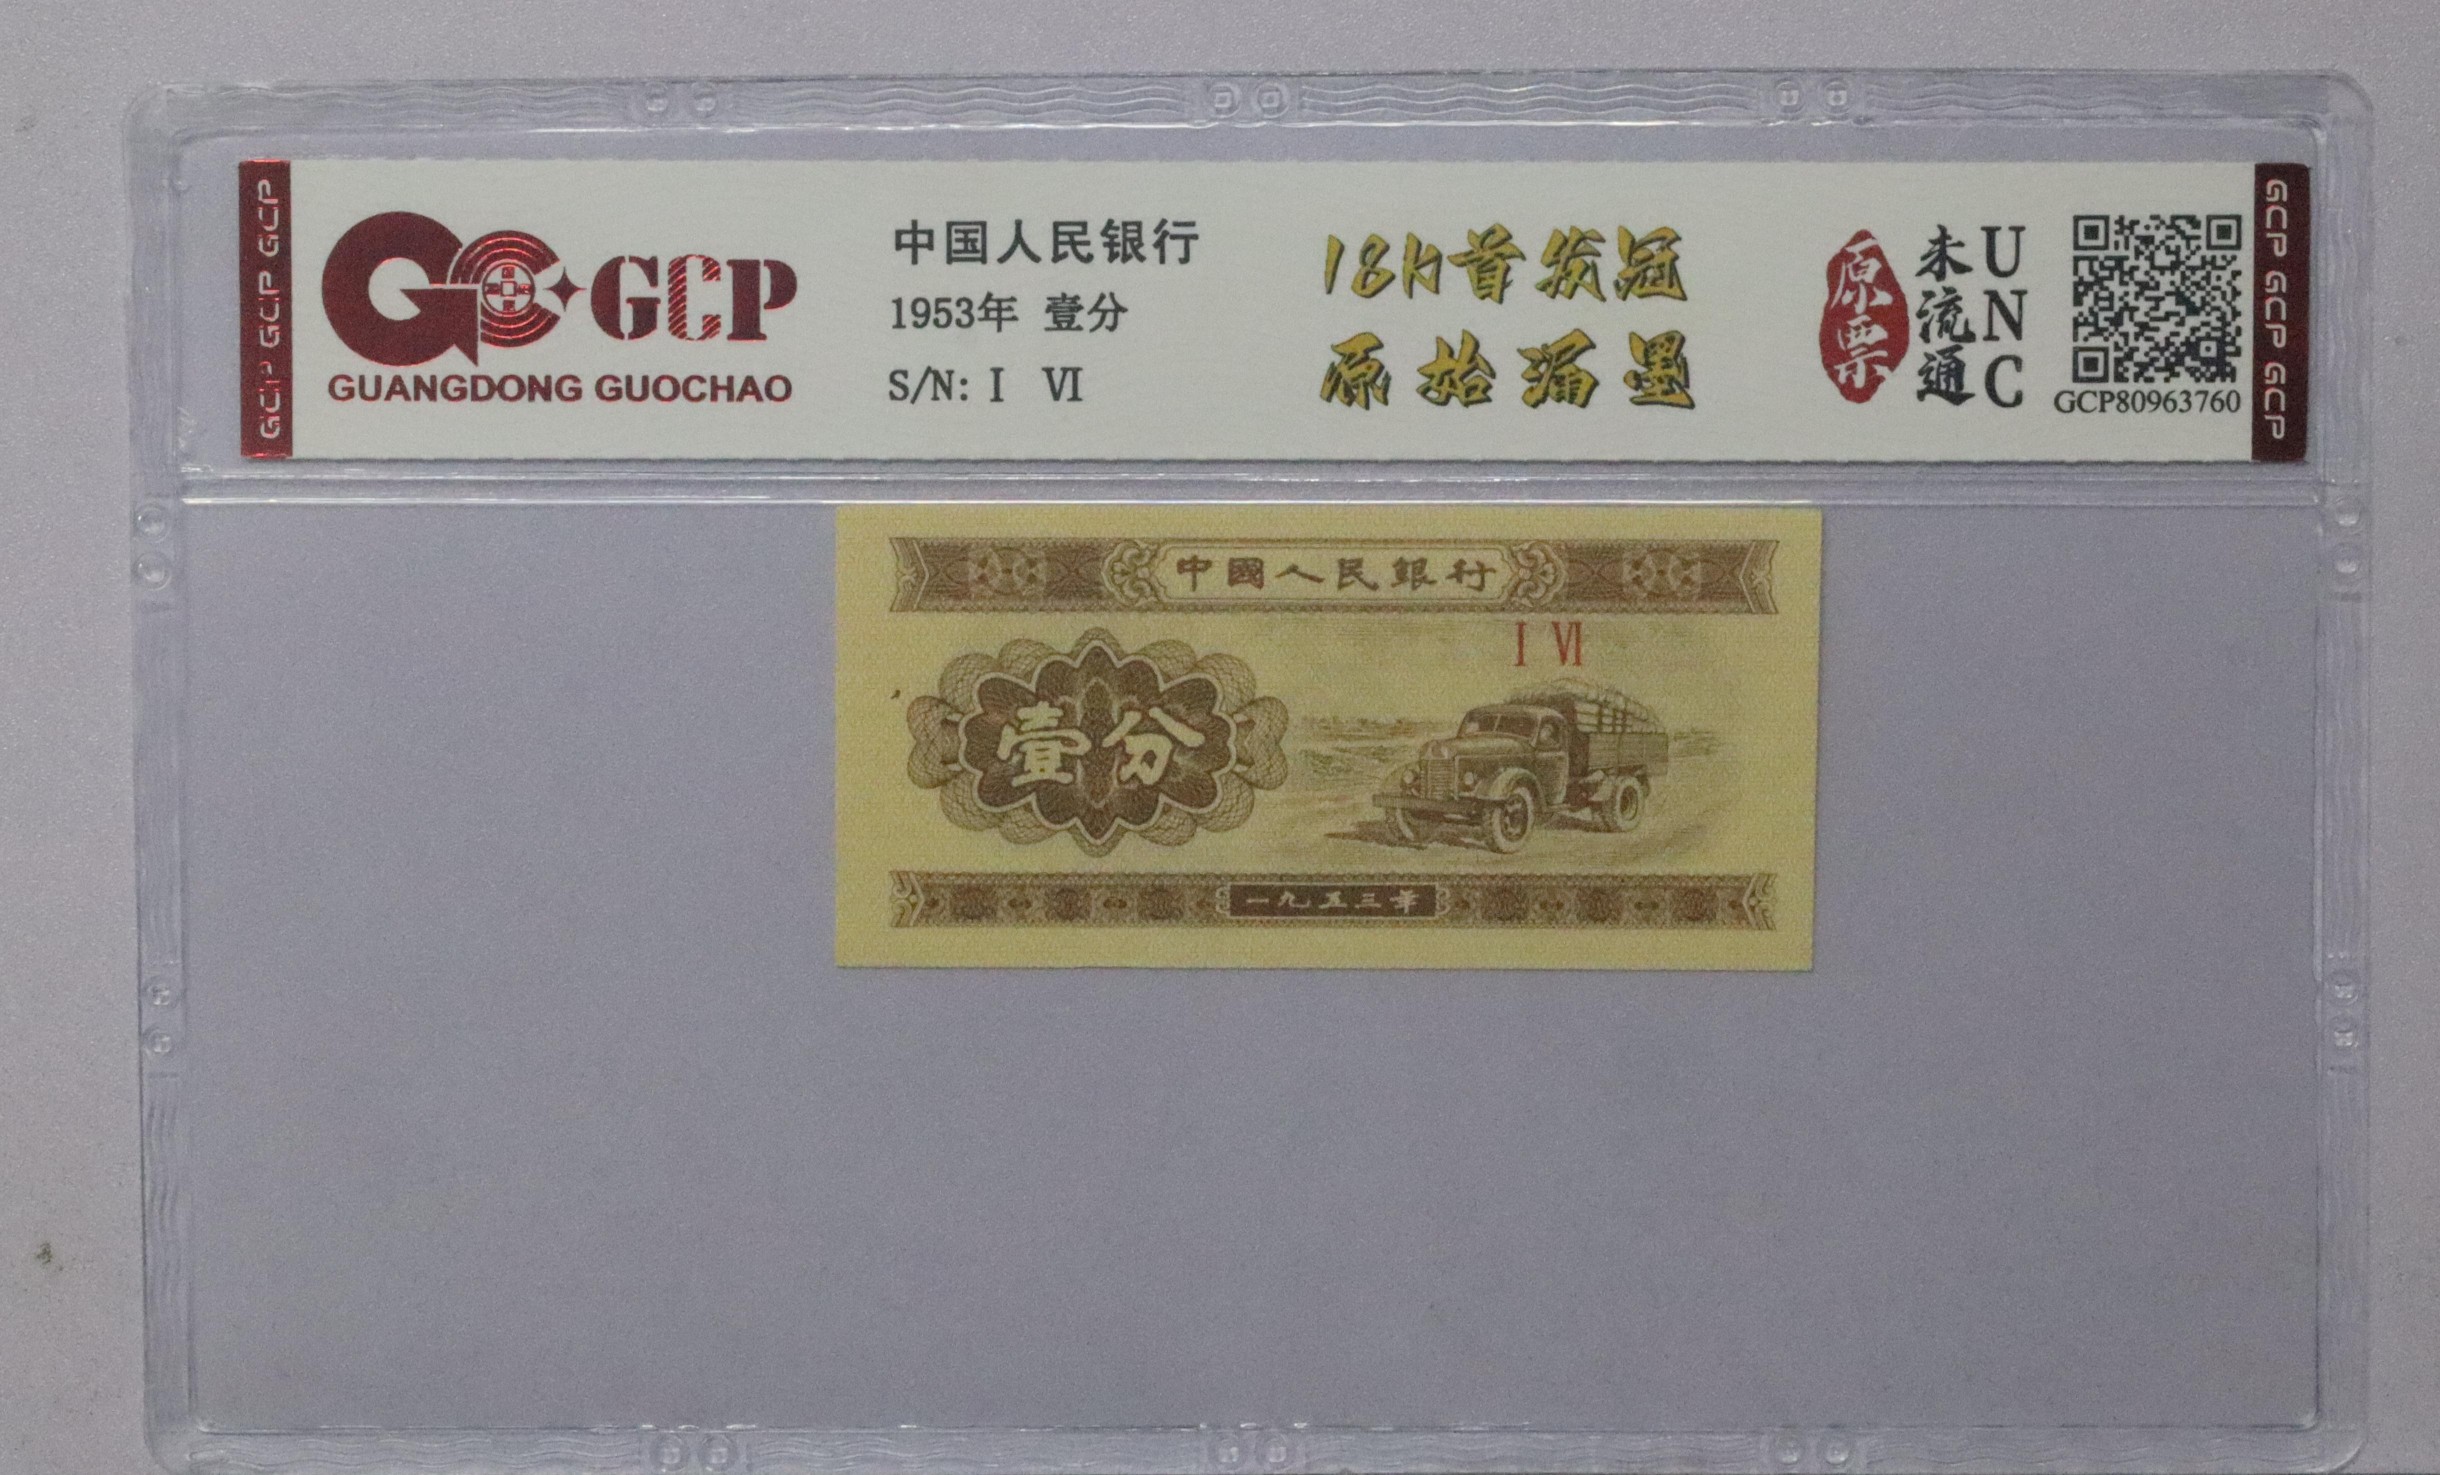 GCP GCP GCP
GCP
GUANGDONG GUOCHAO
中国人民银行
1953年 壹分
S/N: I VI
18K首发冠
原始漏墨
原票
未流通
UNC
GCP80963760
GCP GCP GCP
中國人民銀行
I VI
壹分
一九五三年